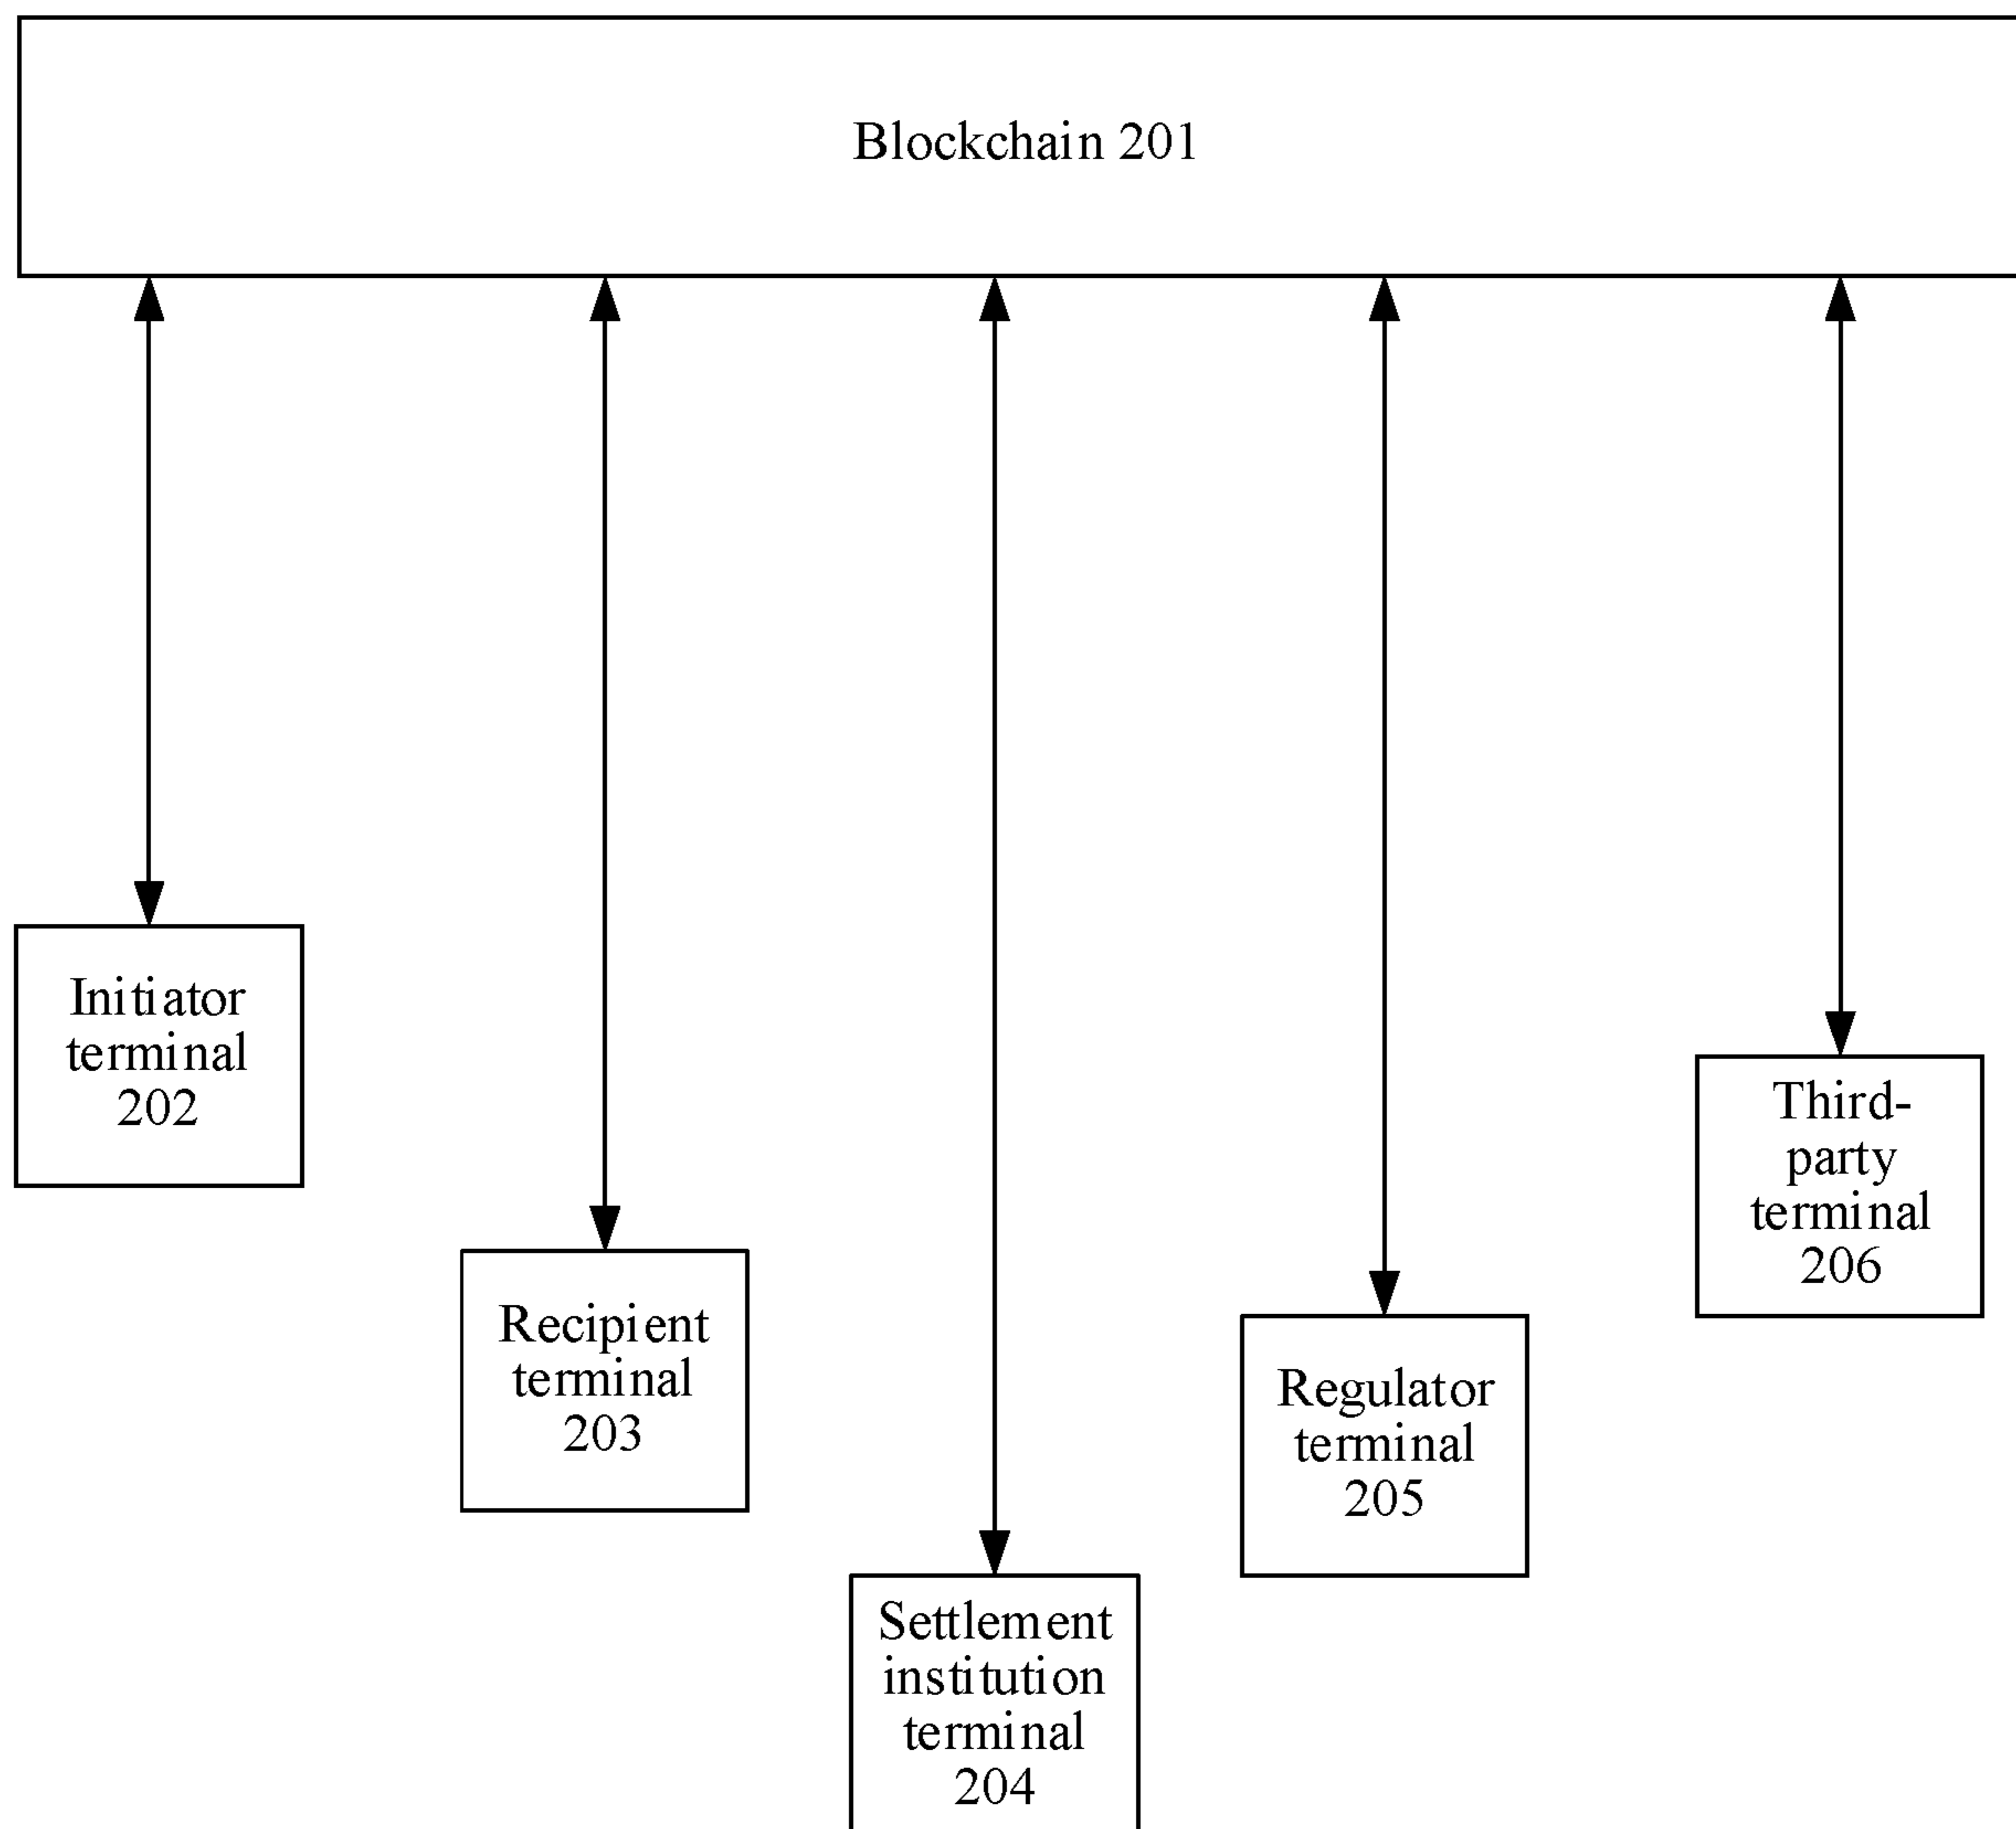 Blockchain 201
Initiator
terminal
202
Recipient
terminal
203
Settlement
institution
terminal
204
Regulator
terminal
205
Third-
party
terminal
206